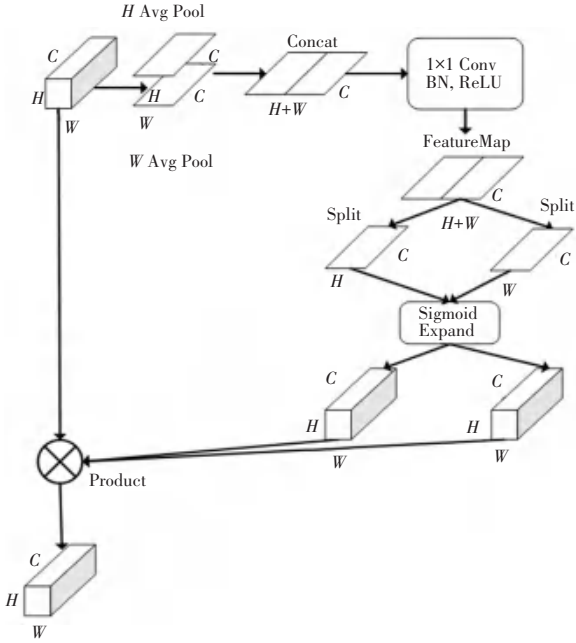 H Avg Pool
C
C
H
W
H
C
W
W Avg Pool
Concat
H+W
C
1×1 Conv
BN, ReLU
FeatureMap
C
H+W
Split
Split
C
H
C
W
Sigmoid
Expand
C
H
W
C
H
W
Product
C
H
W